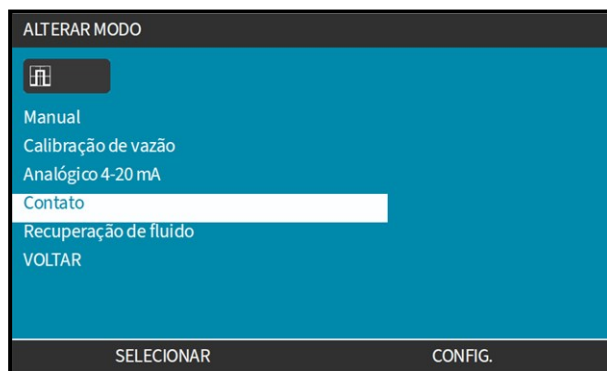 ALTERAR MODO
Manual
Calibração de vazão
Analógico 4-20 mA
Contato
Recuperação de fluido
VOLTAR
SELECIONAR CONFIG.